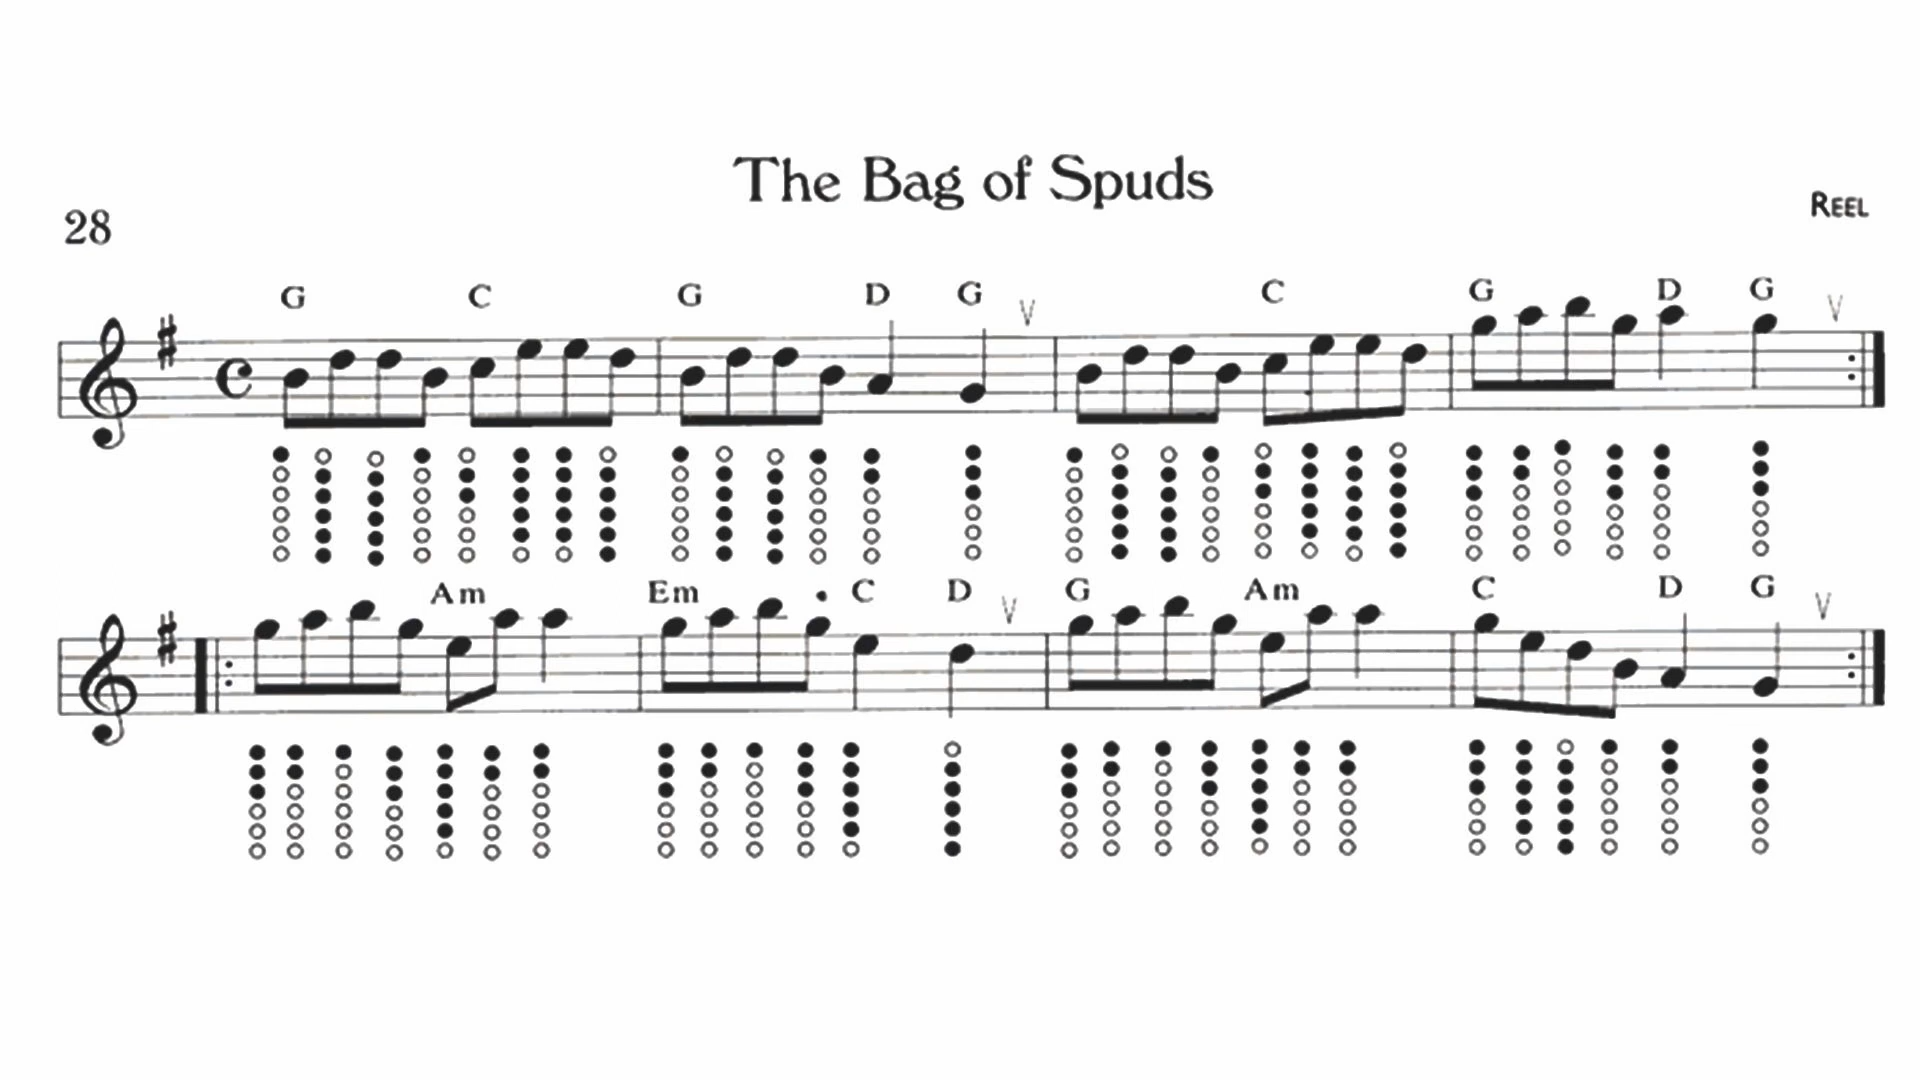 The Bag of Spuds
28
REEL
G C G D G C G D G
Am Em C D G Am C D G